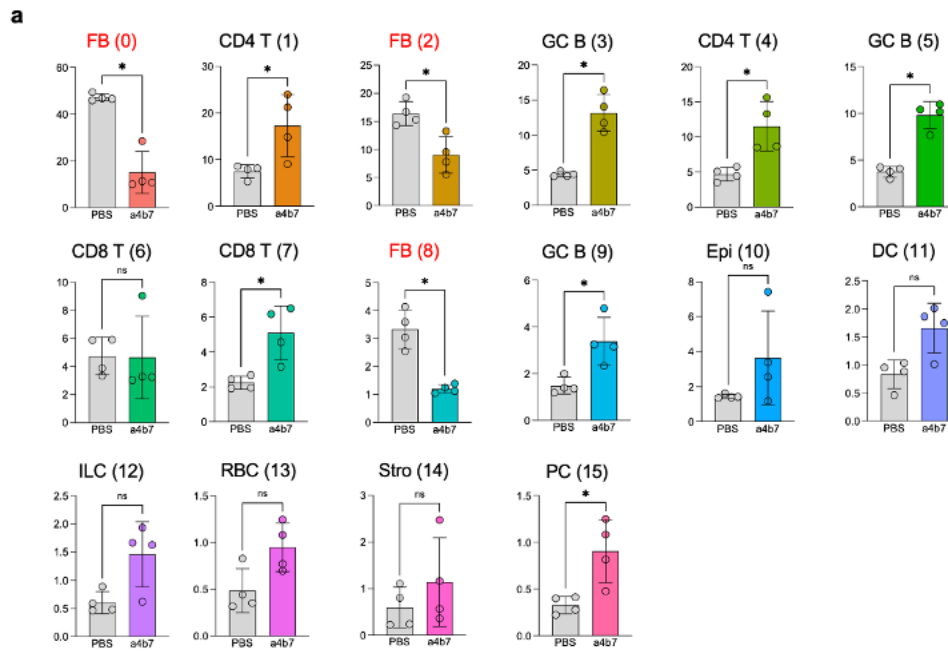 a
FB (0)
CD4 T (1)
FB (2)
GC B (3)
CD4 T (4)
GC B (5)
60
40
20
0
*
PBS
a4b7
30
20
10
0
*
PBS
a4b7
25
20
15
10
5
0
*
PBS
a4b7
20
15
10
5
0
*
PBS
a4b7
20
15
10
5
0
*
PBS
a4b7
15
10
5
0
*
PBS
a4b7
CD8 T (6)
CD8 T (7)
FB (8)
GC B (9)
Epi (10)
DC (11)
10
8
6
4
2
0
ns
PBS
a4b7
8
6
4
2
0
*
PBS
a4b7
5
4
3
2
1
0
*
PBS
a4b7
6
4
2
0
*
PBS
a4b7
8
6
4
2
0
ns
PBS
a4b7
2.5
2.0
1.5
1.0
0.5
0.0
ns
PBS
a4b7
ILC (12)
RBC (13)
Stro (14)
PC (15)
2.5
2.0
1.5
1.0
0.5
0.0
ns
PBS
a4b7
1.5
1.0
0.5
0.0
ns
PBS
a4b7
3
2
1
0
ns
PBS
a4b7
1.5
1.0
0.5
0.0
*
PBS
a4b7